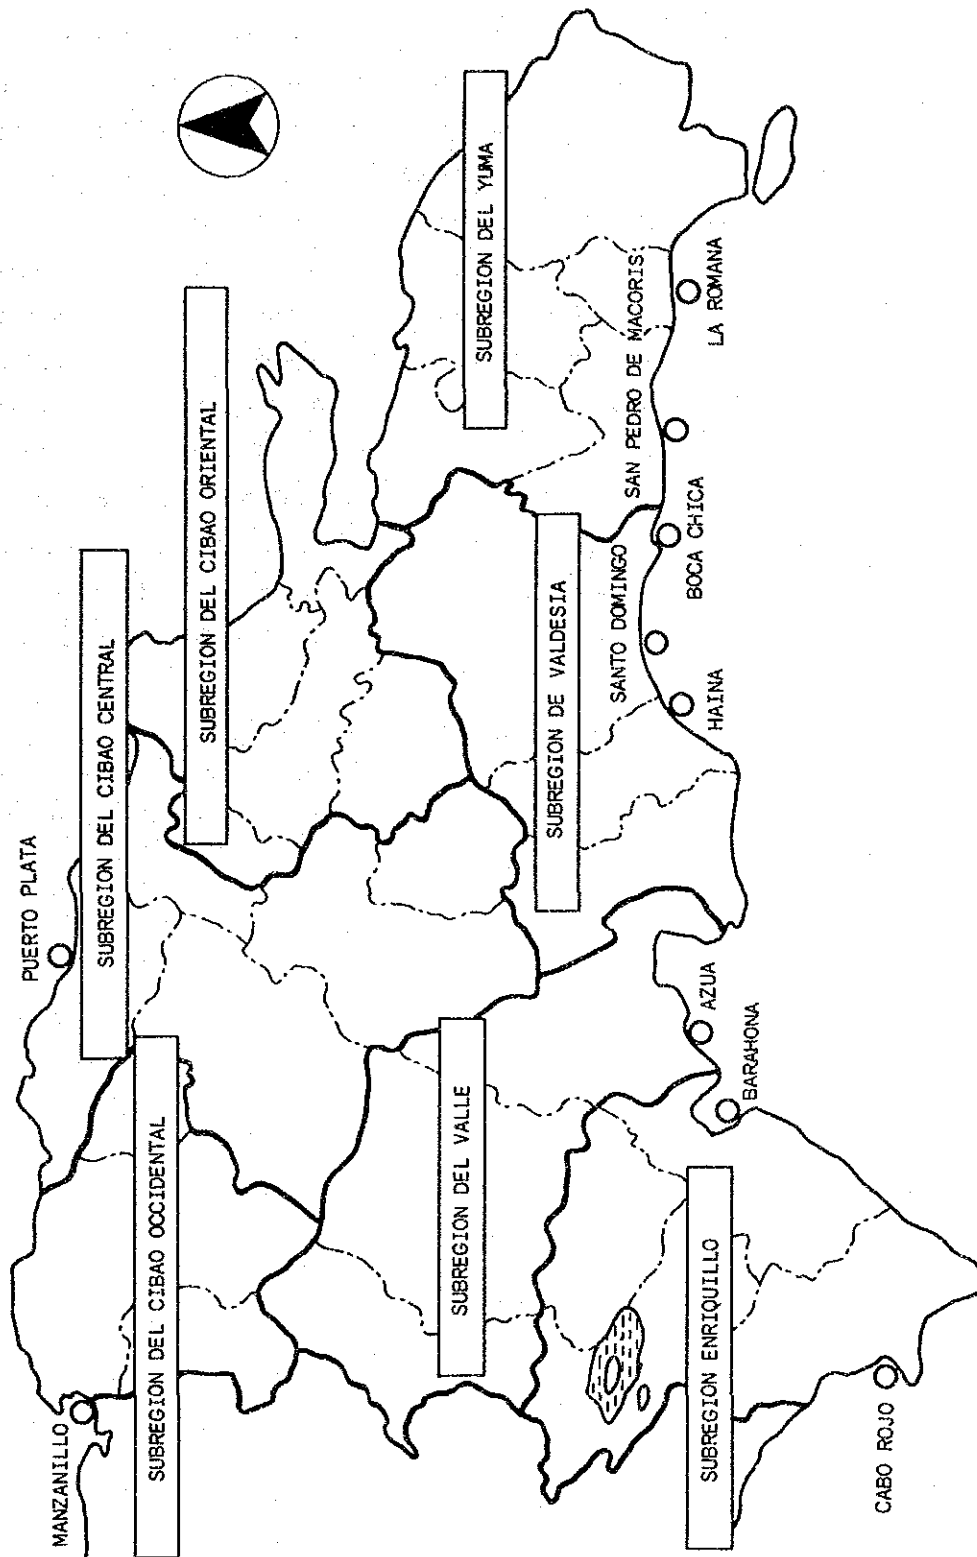 PUERTO PLATA
MANZANILLO
SUBREGION DEL CIBAO CENTRAL
SUBREGION DEL CIBAO OCCIDENTAL
SUBREGION DEL CIBAO ORIENTAL
SUBREGION DEL VALLE
SUBREGION DEL YUMA
SUBREGION DE VALDESIA
SUBREGION ENRIQUILLO
SANTO DOMINGO
SAN PEDRO DE MACORIS
AZUA
BARAHONA
HAINA
BOCA CHICA
LA ROMANA
CABO ROJO